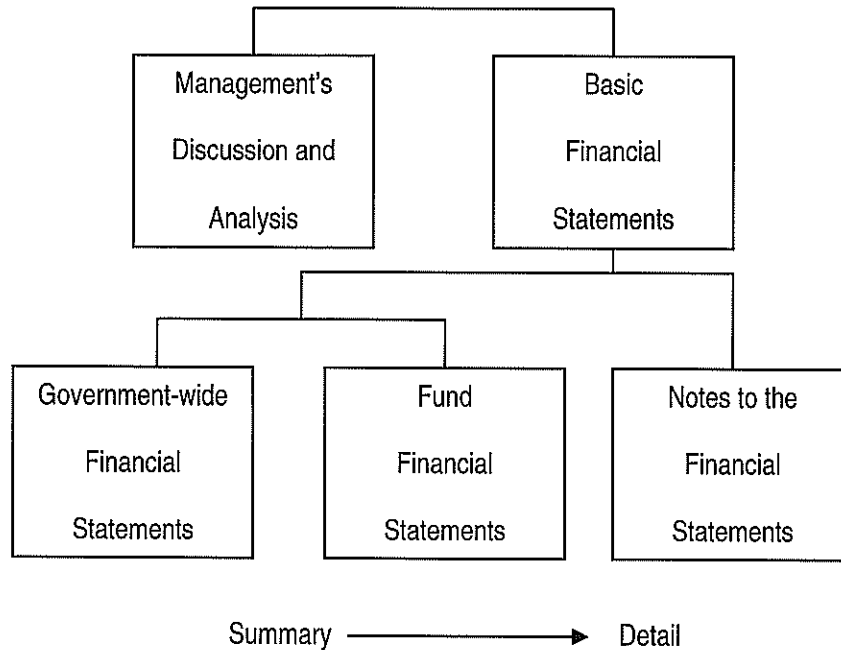 Management's
Discussion and
Analysis
Basic
Financial
Statements
Government-wide
Financial
Statements
Fund
Financial
Statements
Notes to the
Financial
Statements
Summary
Detail